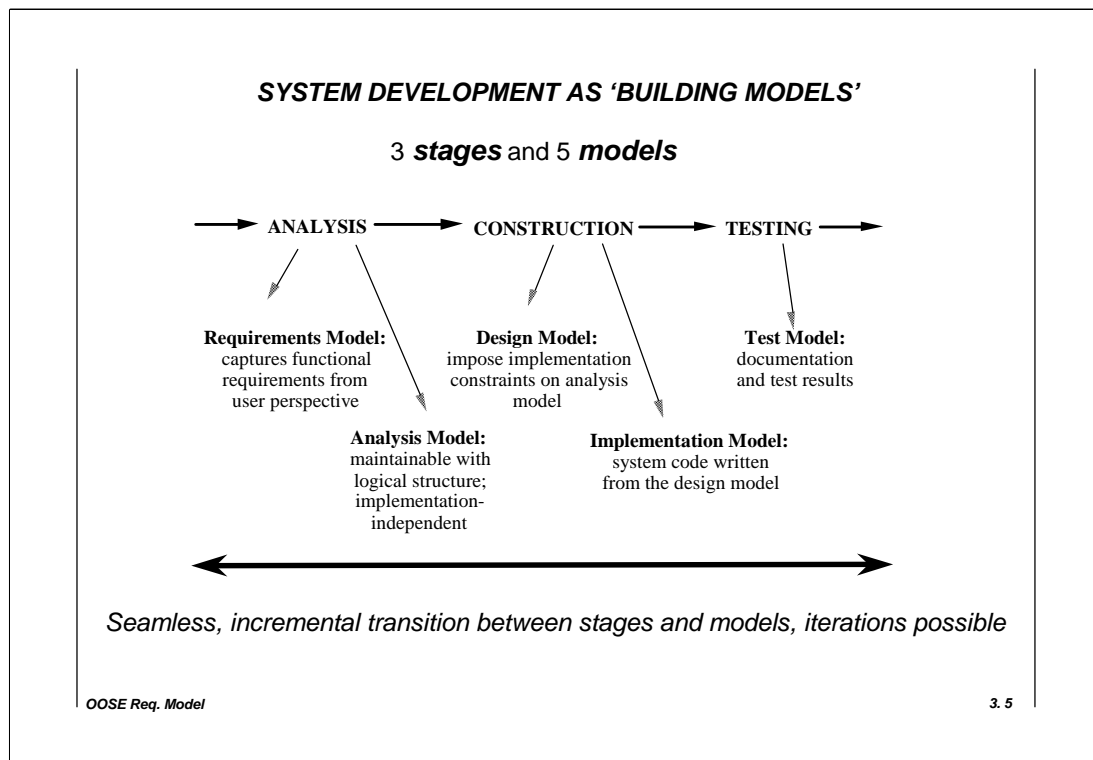 SYSTEM DEVELOPMENT AS ‘BUILDING MODELS’
3 stages and 5 models
ANALYSIS
CONSTRUCTION
TESTING
Requirements Model:
captures functional
requirements from
user perspective
Design Model:
impose implementation
constraints on analysis
model
Test Model:
documentation
and test results
Analysis Model:
maintainable with
logical structure;
implementation-
independent
Implementation Model:
system code written
from the design model
Seamless, incremental transition between stages and models, iterations possible
OOSE Req. Model
3. 5